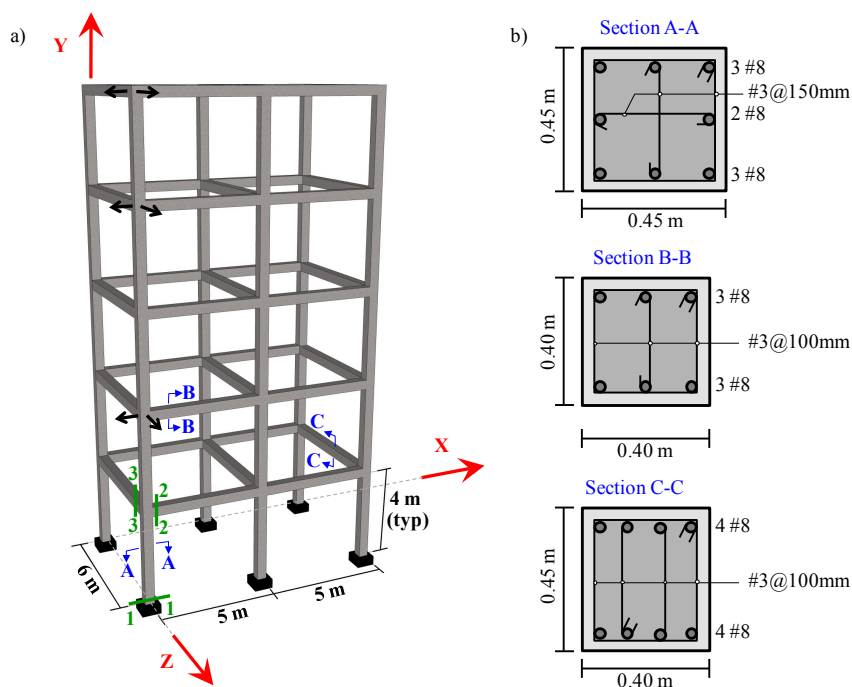 a)
Y
B
B
C
C
X
3
2
3
2
4 m
(typ)
A
A
6 m
1
1
5 m
5 m
Z
b)
Section A-A
0.45 m
3 #8
#3@150mm
2 #8
3 #8
0.45 m
Section B-B
0.40 m
3 #8
#3@100mm
3 #8
0.40 m
Section C-C
0.45 m
4 #8
#3@100mm
4 #8
0.40 m